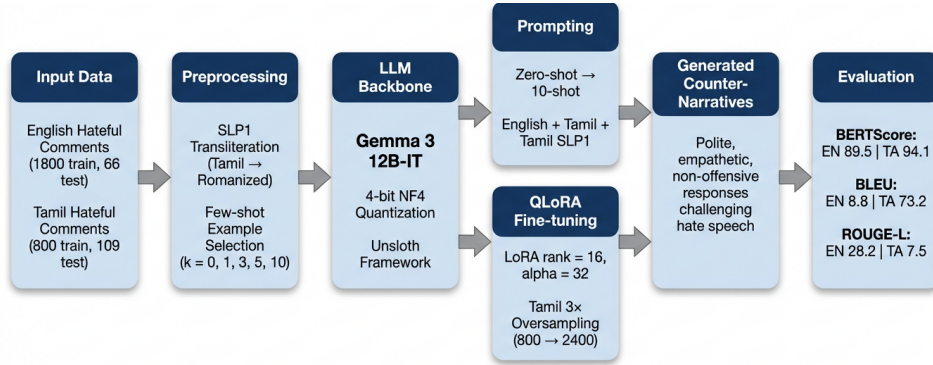 Input Data
English Hateful
Comments
(1800 train, 66
test)
Tamil Hateful
Comments
(800 train, 109
test)
Preprocessing
SLP1
Transiiteration
(Tamil →
Romanized)
Few-shot
Example
Selection
(k = 0, 1, 3, 5, 10)
LLM
Backbone
Gemma 3
12B-IT
4-bit NF4
Quantization
Unsloth
Framework
Prompting
Zero-shot →
10-shot
English + Tamil +
Tamil SLP1
QLoRA
Fine-tuning
LoRA rank = 16,
alpha = 32
Tamil 3×
Oversampling
(800 → 2400)
Generated
Counter-
Narratives
Polite,
empathetic,
non-offensive
responses
challenging
hate speech
Evaluation
BERTScore:
EN 89.5 | TA 94.1
BLEU:
EN 8.8 | TA 73.2
ROUGE-L:
EN 28.2 | TA 7.5